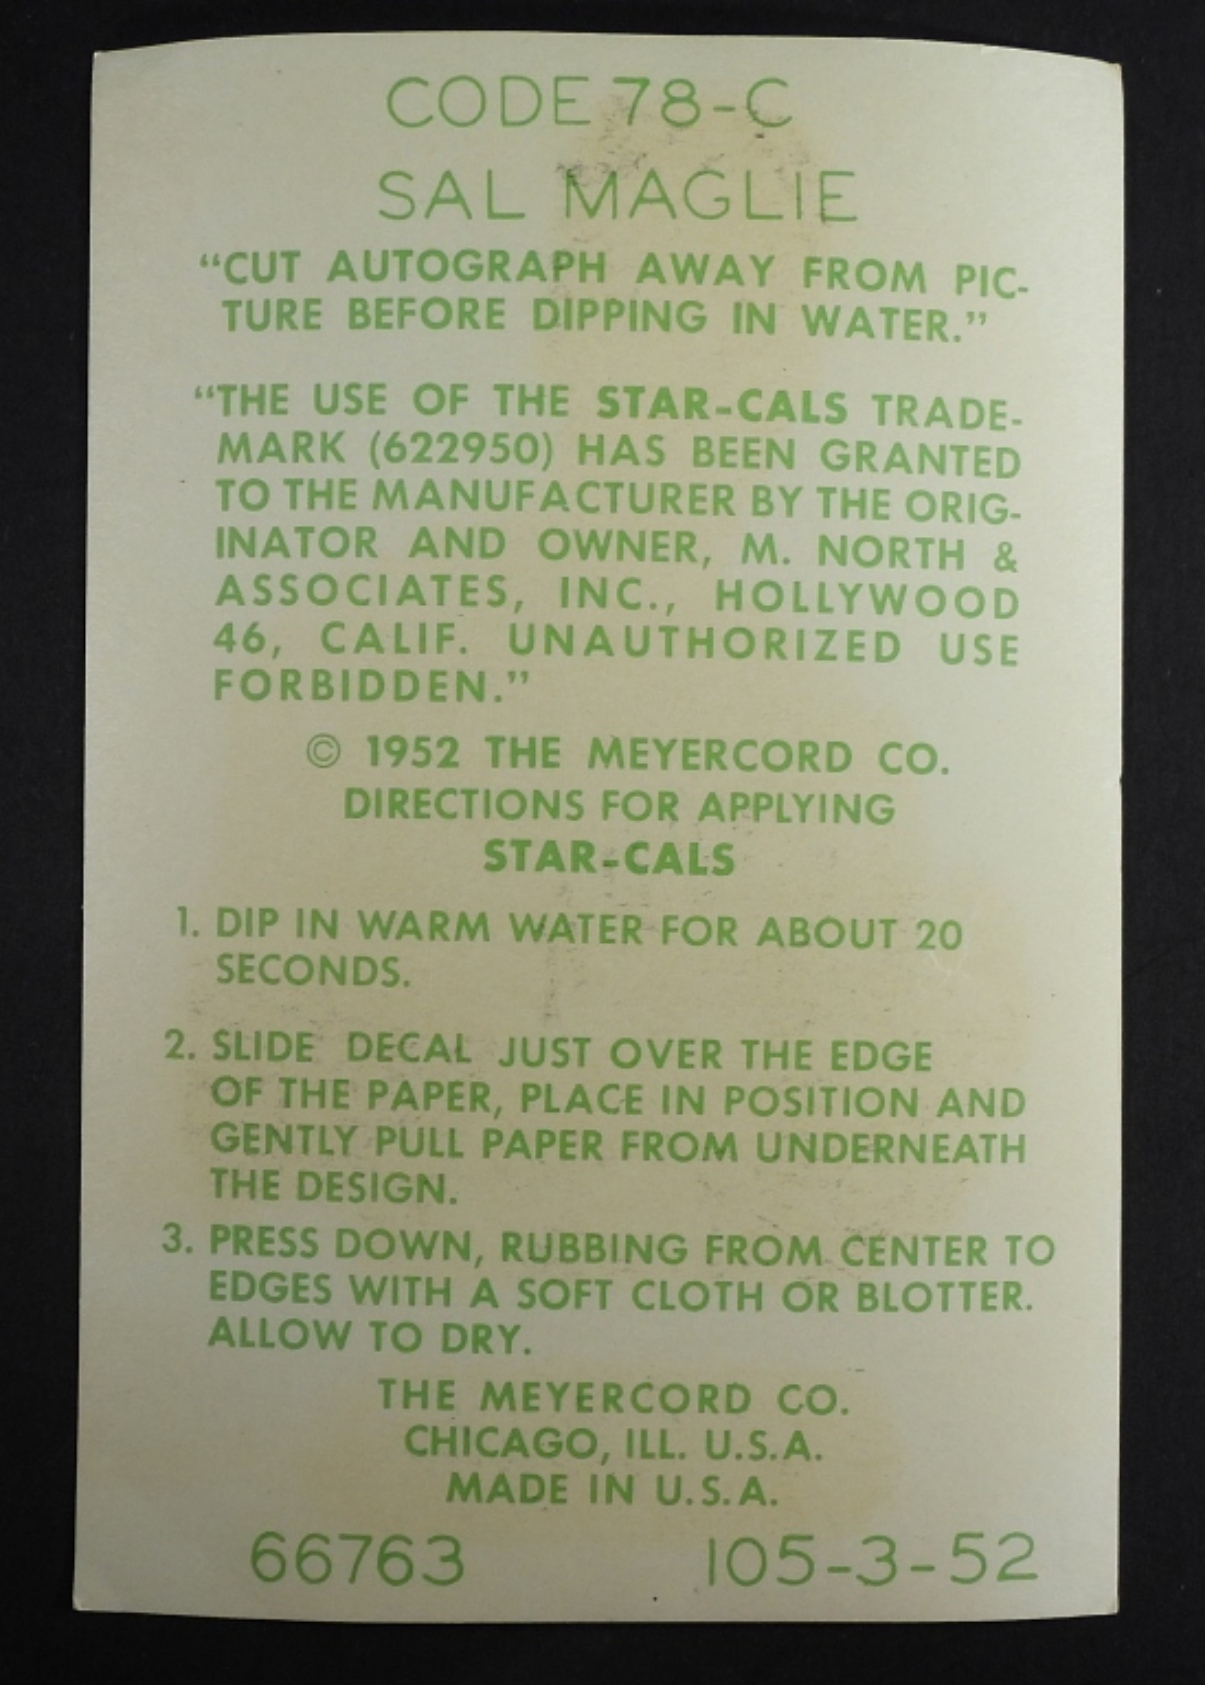 CODE 78-C
SAL MAGLIE
“CUT AUTOGRAPH AWAY FROM PIC-
TURE BEFORE DIPPING IN WATER.”
“THE USE OF THE STAR-CALS TRADE-
MARK (622950) HAS BEEN GRANTED
TO THE MANUFACTURER BY THE ORIG-
INATOR AND OWNER, M. NORTH &
ASSOCIATES, INC., HOLLYWOOD
46, CALIF. UNAUTHORIZED USE
FORBIDDEN.”
© 1952 THE MEYERCORD CO.
DIRECTIONS FOR APPLYING
STAR-CALS
1. DIP IN WARM WATER FOR ABOUT 20
SECONDS.
2. SLIDE DECAL JUST OVER THE EDGE
OF THE PAPER, PLACE IN POSITION AND
GENTLY PULL PAPER FROM UNDERNEATH
THE DESIGN.
3. PRESS DOWN, RUBBING FROM CENTER TO
EDGES WITH A SOFT CLOTH OR BLOTTER.
ALLOW TO DRY.
THE MEYERCORD CO.
CHICAGO, ILL. U.S.A.
MADE IN U.S.A.
66763 105-3-52